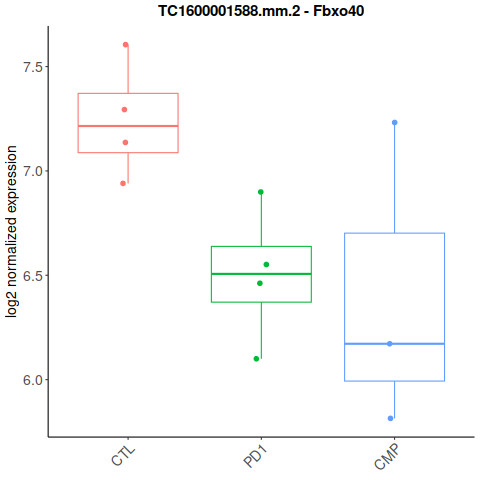 TC1600001588.mm.2 - Fbxo40
log2 normalized expression
7.5
7.0
6.5
6.0
CTL
PD1
CMP